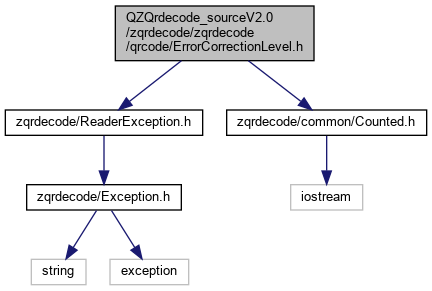 QZQrdecode_sourceV2.0
/zqrdecode/zqrdecode
/qrcode/ErrorCorrectionLevel.h
zqrdecode/ReaderException.h
zqrdecode/common/Counted.h
zqrdecode/Exception.h
iostream
string
exception